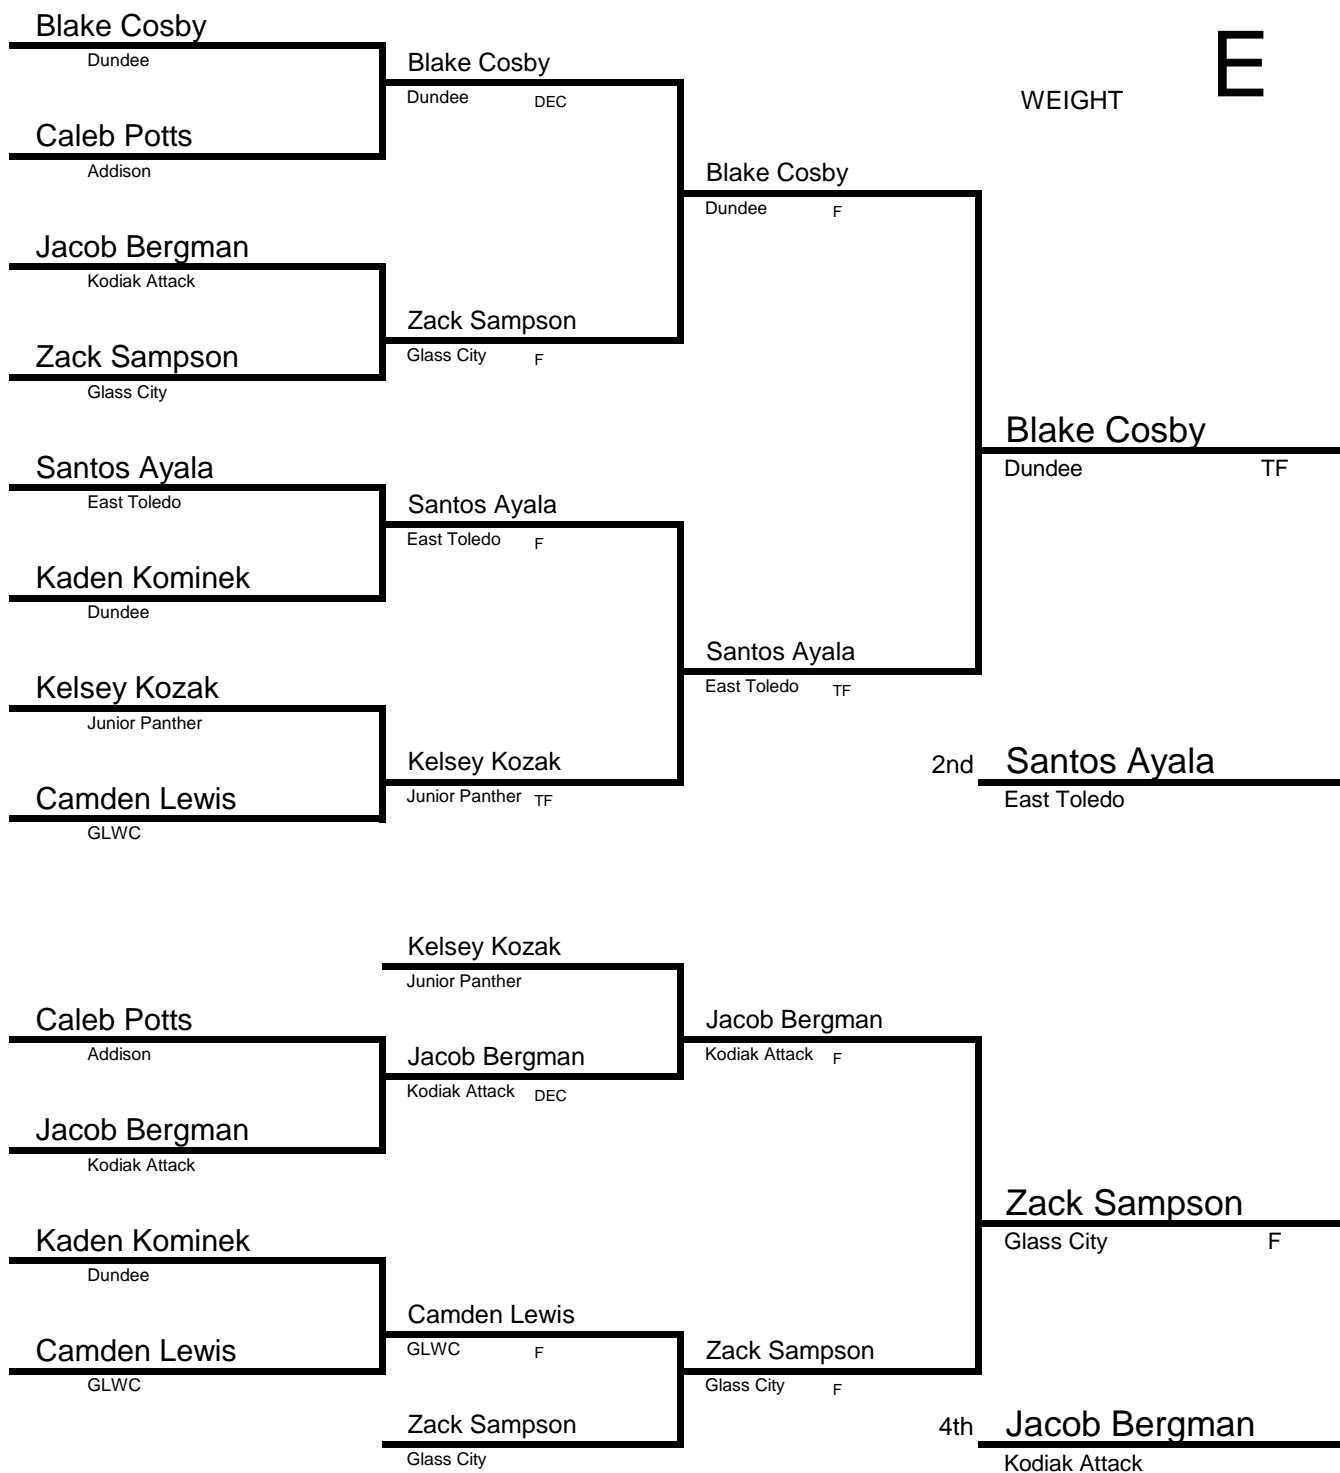 Blake Cosby
Dundee
Blake Cosby
Dundee DEC
WEIGHT
E
Caleb Potts
Addison
Blake Cosby
Dundee F
Jacob Bergman
Kodiak Attack
Zack Sampson
Glass City F
Zack Sampson
Glass City
Blake Cosby
Dundee TF
Santos Ayala
East Toledo
Santos Ayala
East Toledo F
Kaden Kominek
Dundee
Santos Ayala
East Toledo TF
Kelsey Kozak
Junior Panther
Kelsey Kozak
Junior Panther TF
2nd Santos Ayala
East Toledo
Camden Lewis
GLWC
Kelsey Kozak
Junior Panther
Caleb Potts
Addison
Jacob Bergman
Kodiak Attack F
Jacob Bergman
Kodiak Attack DEC
Jacob Bergman
Kodiak Attack
Zack Sampson
Glass City F
Kaden Kominek
Dundee
Camden Lewis
GLWC F
Camden Lewis
GLWC
Zack Sampson
Glass City F
Zack Sampson
Glass City
4th Jacob Bergman
Kodiak Attack